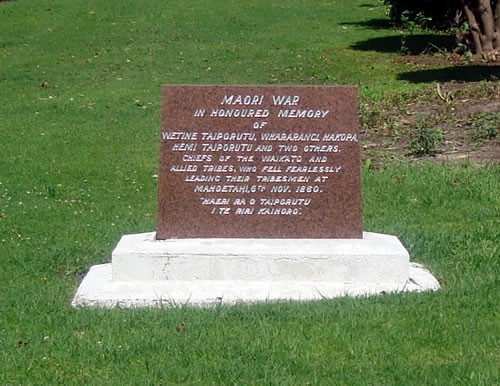 MAORI WAR
IN HONOURED MEMORY
OF
WETINE TAIPORUTU, WHARARANGI, HAKOPA,
HEMI TAIPORUTU AND TWO OTHERS.
CHIEFS OF THE WAIKATO AND
ALLIED TRIBES, WHO FELL FEARLESSLY
LEADING THEIR TRIBESMEN AT
MAHOETAHI, 6TH NOV. 1860.
"HAERI RA O TAIPORUTU
I TE RIRI KAIHORO".